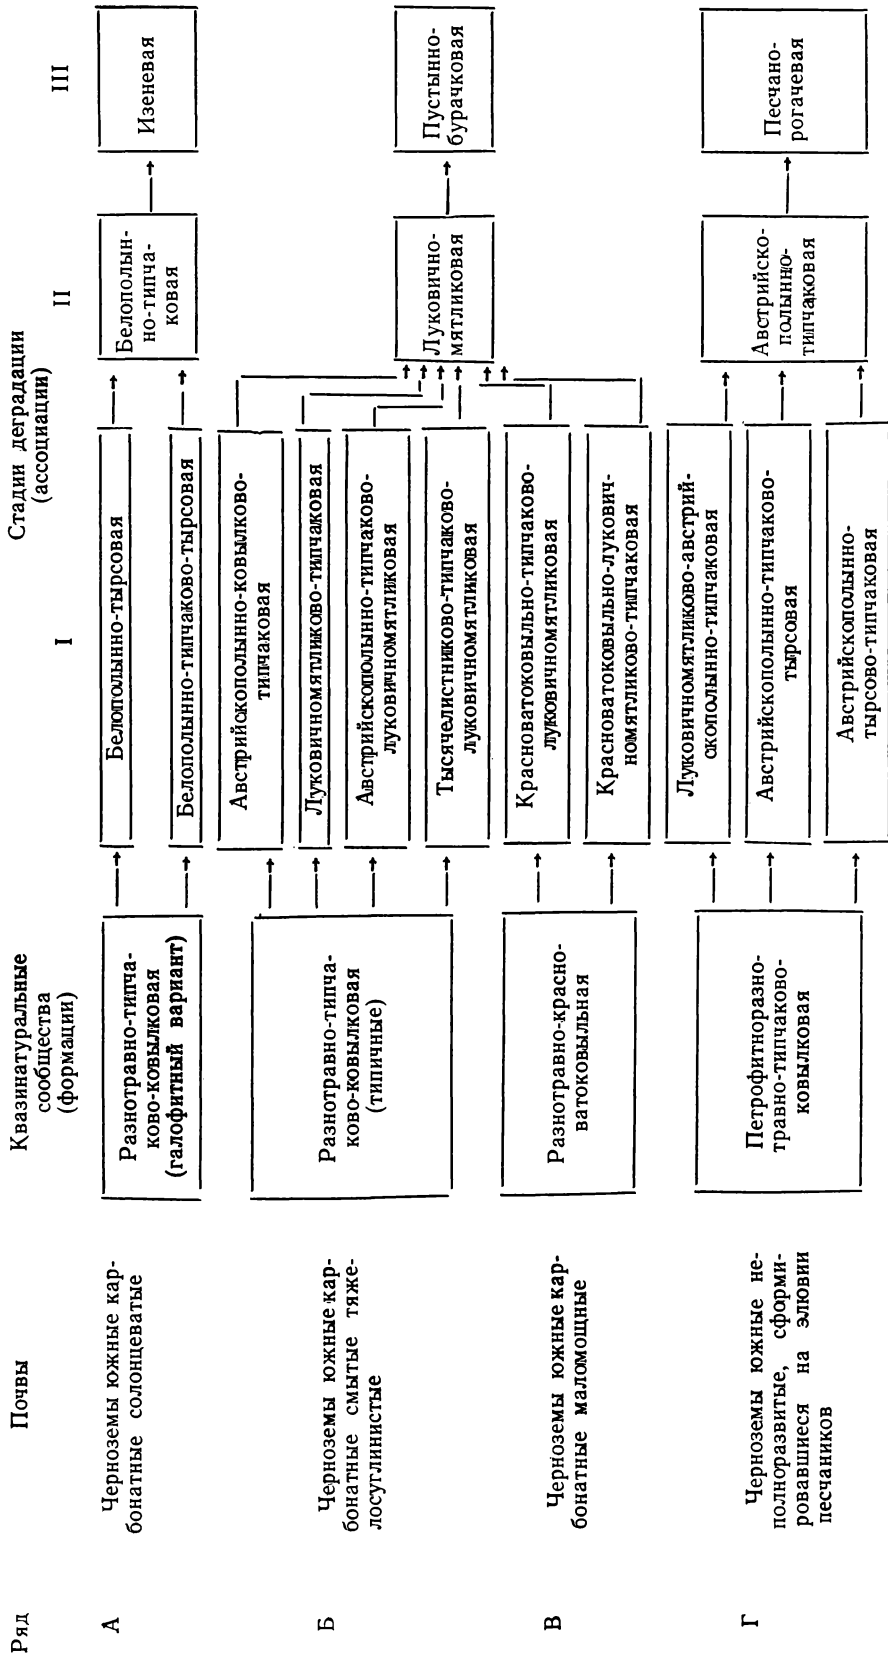 Ряд
Почвы
Квазинатуральные
сообщества
(формации)
Стадии деградации
(ассоциации)
I
II
III
А
Черноземы южные кар-
бонатные солонцеватые
Разнотравно-типча-
ково-ковылковая
(галофитный вариант)
Белополынно-тырсовая
Белополынно-типчаково-тырсовая
Белополын-
но-типча-
ковая
Изеневая
Б
Черноземы южные кар-
бонатные смытые тяже-
лосуглинистые
Разнотравно-типча-
ково-ковылковая
(типичные)
Австрийскополынно-ковылково-
типчаковая
Луковичномятликово-типчаковая
Австрийскополынно-типчаково-
луковичномятликовая
Тысячелистниково-типчаково-
луковичномятликовая
Луковично-
мятликовая
Пустынно-
бурачковая
В
Черноземы южные кар-
бонатные маломощные
Разнотравно-красно-
ватоковыльная
Красноватоковыльно-типчаково-
луковичномятликовая
Красноватоковыльно-лукович-
номятликово-типчаковая
Г
Черноземы южные не-
полноразвитые, сформи-
ровавшиеся на элювии
песчаников
Петрофитноразно-
травно-типчаково-
ковылковая
Луковичномятликово-австрий-
скополынно-типчаковая
Австрийскополынно-типчаково-
тырсовая
Австрийскополынно-
тырсово-типчаковая
Австрийско-
полынно-
типчаковая
Песчано-
рогачевая